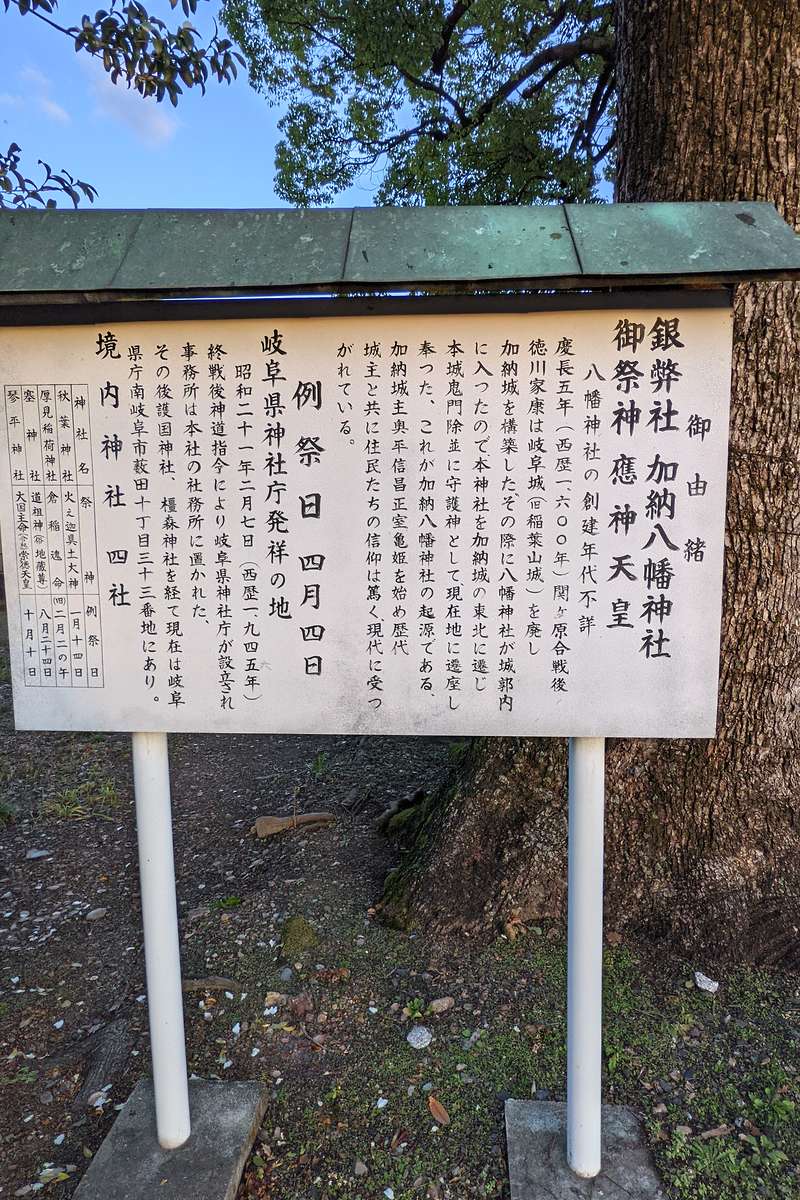 御由緒
銀弊社 加納八幡神社
御祭神 應神天皇
八幡神社の創建年代不詳
慶長五年(西歴一六〇〇年)関ヶ原合戦後
徳川家康は岐阜城(旧稲葉山城)を廃し
加納城を構築したその際に八幡神社が城郭内
に入ったので本神社を加納城の東北に遷じ
本城鬼門除並に守護神として現在地に遷座し
奉つた、これが加納八幡神社の起源である、
加納城主奥平信昌正室亀姫を始め歴代
城主と共に住民たちの信仰は篤く、現代に受つ
がれている。
例祭日 四月四日
岐阜県神社庁発祥の地
昭和二十一年二月七日(西歴一九四五年)
終戦後神道指令により岐阜県神社庁が設立され
事務所は本社の社務所に置かれた、
その後護国神社、橿森神社を経て現在は岐阜
県庁南岐阜市薮田十丁目三十三番地にあり。
境内神社 四社
神社名 祭神 例祭日
秋葉神社 火之迦具土大神 一月十四日
厚見稲荷神社 倉稲魂命 (旧)二月二の午
塞神社 道祖神(俗地蔵尊) 八月二十四日
琴平神社 大国主命 崇徳天皇 十月十日